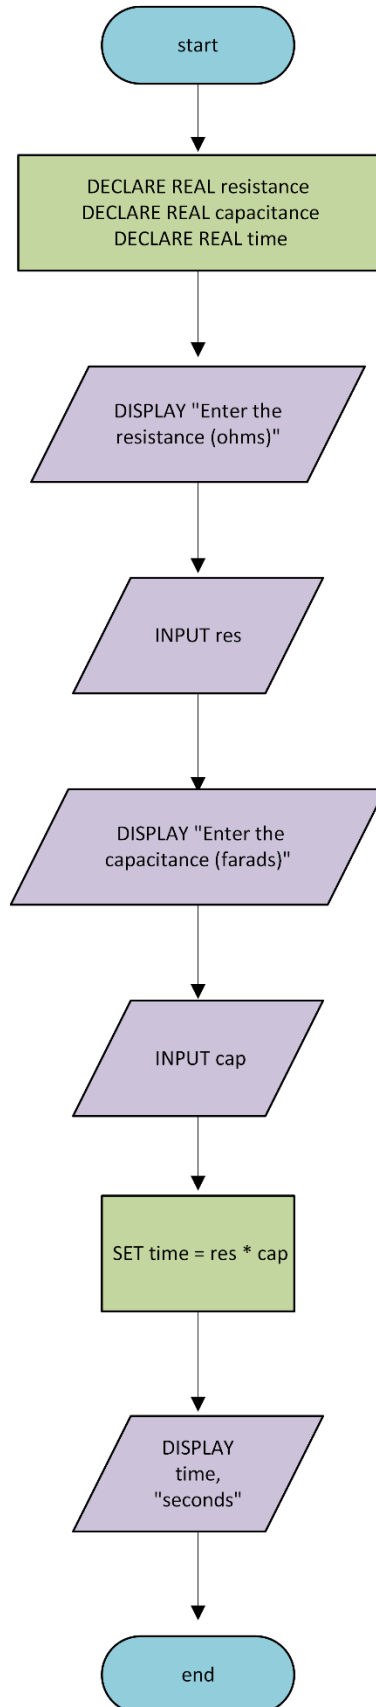 start
DECLARE REAL resistance
DECLARE REAL capacitance
DECLARE REAL time
DISPLAY "Enter the
resistance (ohms)"
INPUT res
DISPLAY "Enter the
capacitance (farads)"
INPUT cap
SET time = res * cap
DISPLAY
time,
"seconds"
end